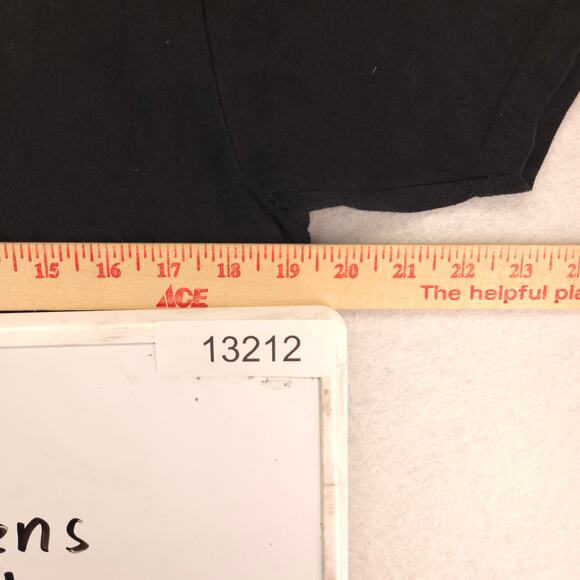 15 16 17 18 19 20 21 22 23
ACE The helpful pla
13212
ens